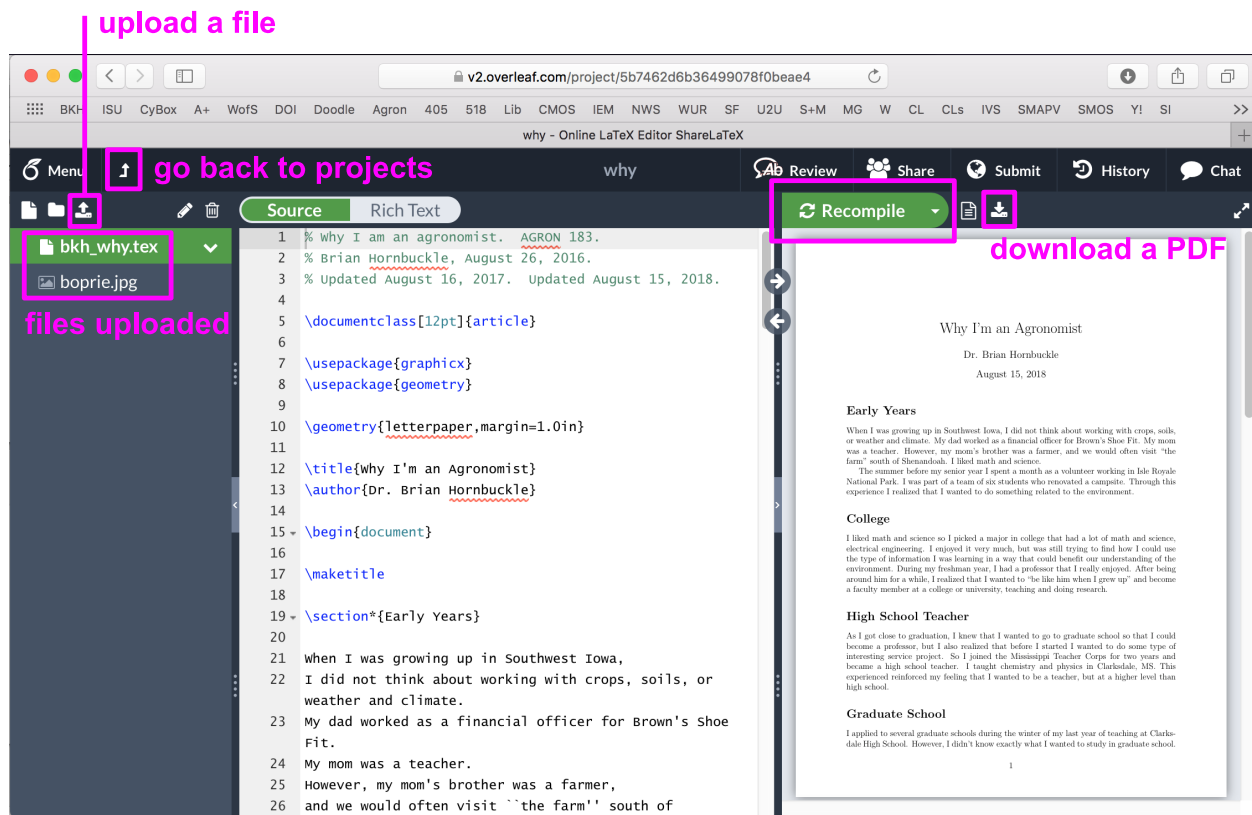 upload a file
v2.overleaf.com/project/5b7462d6b36499078f0beae4
BKH ISU CyBox A+ WofS DOI Doodle Agron 405 518 Lib CMOS IEM NWS WUR SF U2U S+M MG W CL CLs IVS SMAPV SMOS Y! SI >>
why - Online LaTeX Editor ShareLaTeX
Menu go back to projects why Review Share Submit History Chat
Source Rich Text Recompile
download a PDF
bkh_why.tex
boprie.jpg
files uploaded
1 % Why I am an agronomist. AGRON 183.
2 % Brian Hornbuckle, August 26, 2016.
3 % Updated August 16, 2017. Updated August 15, 2018.
4
5 \documentclass[12pt]{article}
6
7 \usepackage{graphicx}
8 \usepackage{geometry}
9
10 \geometry{letterpaper,margin=1.0in}
11
12 \title{Why I'm an Agronomist}
13 \author{Dr. Brian Hornbuckle}
14
15 \begin{document}
16
17 \maketitle
18
19 \section*{Early Years}
20
21 When I was growing up in Southwest Iowa,
22 I did not think about working with crops, soils, or
weather and climate.
23 My dad worked as a financial officer for Brown's Shoe
Fit.
24 My mom was a teacher.
25 However, my mom's brother was a farmer,
26 and we would often visit ``the farm'' south of
Why I'm an Agronomist
Dr. Brian Hornbuckle
August 15, 2018
Early Years
When I was growing up in Southwest Iowa, I did not think about working with crops, soils,
or weather and climate. My dad worked as a financial officer for Brown's Shoe Fit. My mom
was a teacher. However, my mom's brother was a farmer, and we would often visit "the
farm" south of Shenandoah. I liked math and science.
The summer before my senior year I spent a month as a volunteer working in Isle Royale
National Park. I was part of a team of six students who renovated a campsite. Through this
experience I realized that I wanted to do something related to the environment.
College
I liked math and science so I picked a major in college that had a lot of math and science,
electrical engineering. I enjoyed it very much, but was still trying to find how I could use
the type of information I was learning in a way that could benefit our understanding of the
environment. During my freshman year, I had a professor that I really enjoyed. After being
around him for a while, I realized that I wanted to "be like him when I grew up" and become
a faculty member at a college or university, teaching and doing research.
High School Teacher
As I got close to graduation, I knew that I wanted to go to graduate school so that I could
become a professor, but I also realized that before I started I wanted to do some type of
interesting service project. So I joined the Mississippi Teacher Corps for two years and
became a high school teacher. I taught chemistry and physics in Clarksdale, MS. This
experienced reinforced my feeling that I wanted to be a teacher, but at a higher level than
high school.
Graduate School
I applied to several graduate schools during the winter of my last year of teaching at Clarks-
dale High School. However, I didn't know exactly what I wanted to study in graduate school.
1